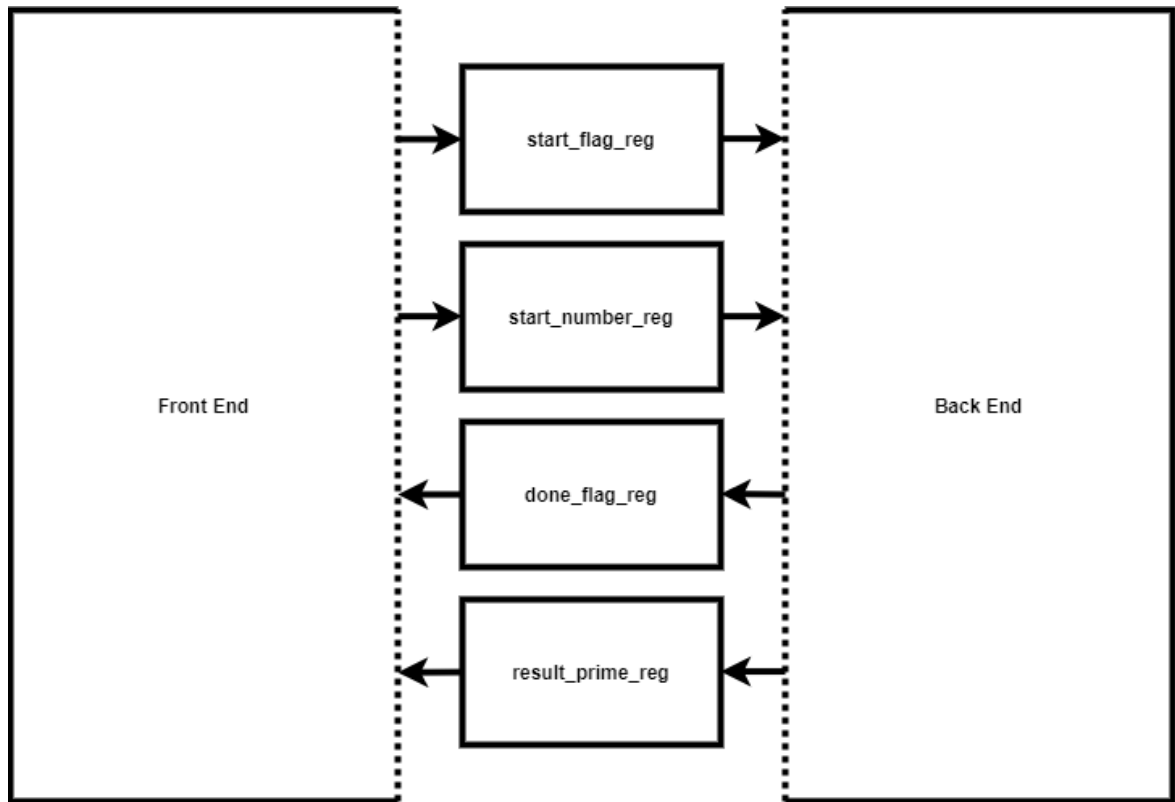 start_flag_reg
start_number_reg
Front End
Back End
done_flag_reg
result_prime_reg